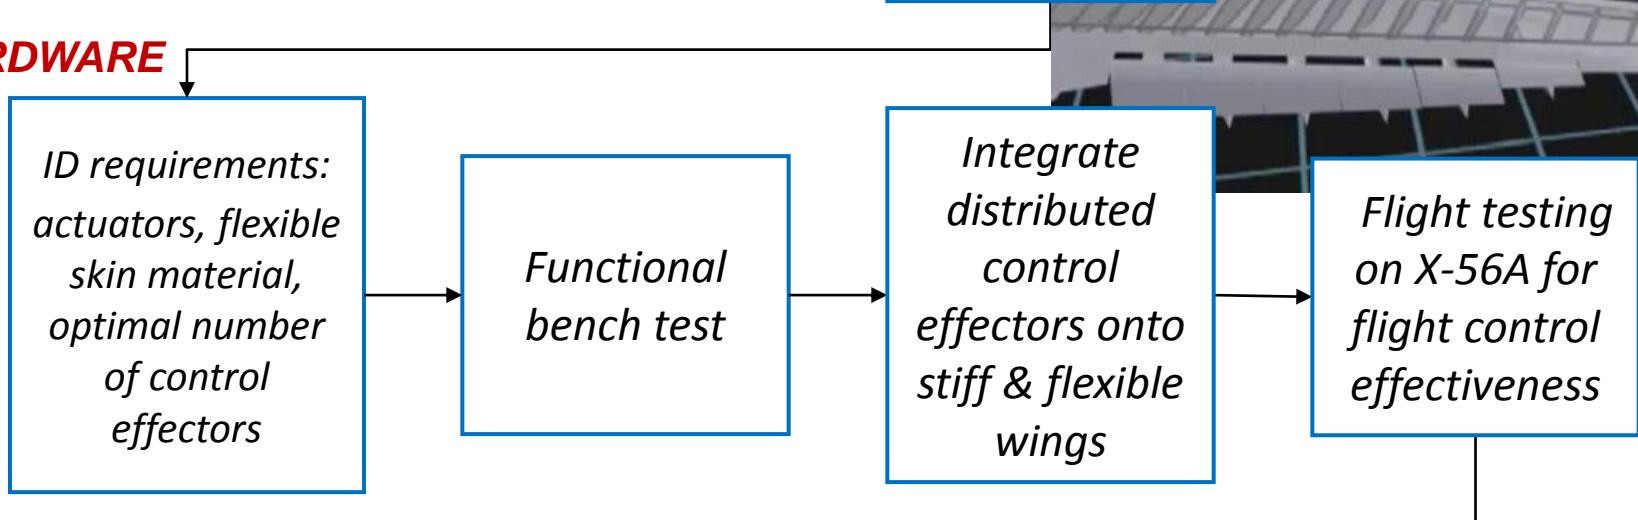 RDWARE
ID requirements:
actuators, flexible
skin material,
optimal number
of control
effectors
Functional
bench test
Integrate
distributed
control
effectors onto
stiff & flexible
wings
Flight testing
on X-56A for
flight control
effectiveness